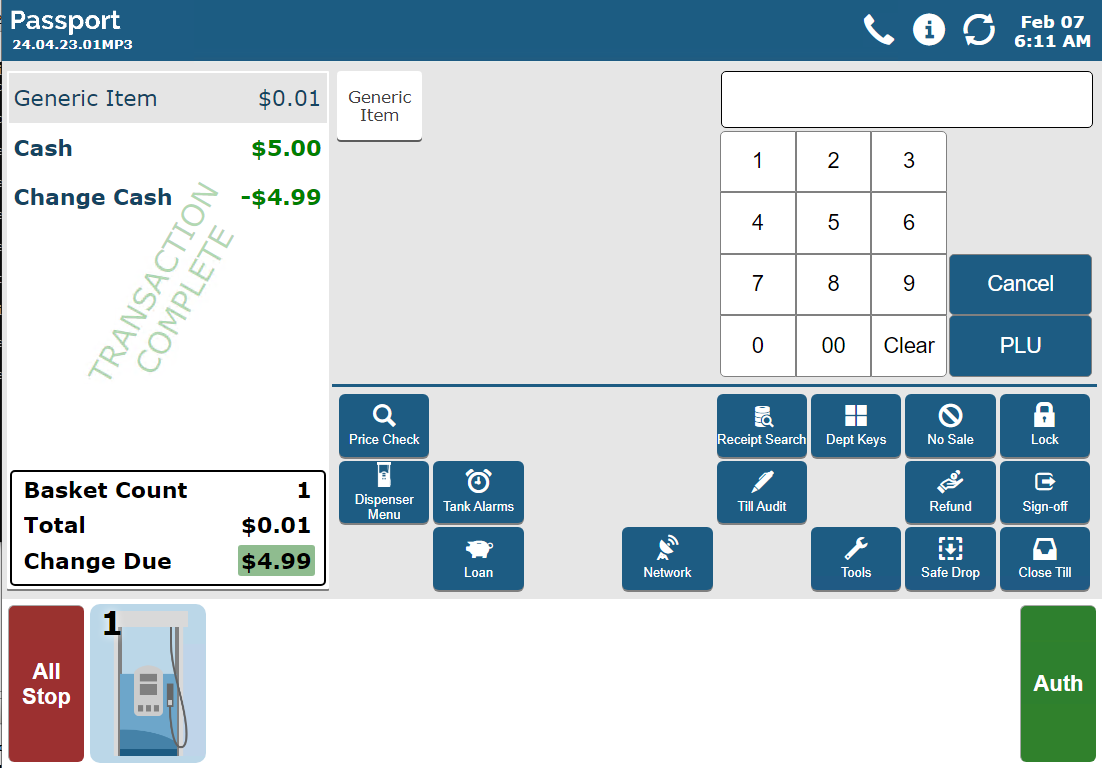 Passport
24.04.23.01MP3
Feb 07
6:11 AM
Generic Item $0.01
Cash $5.00
Change Cash -$4.99
TRANSACTION
COMPLETE
Basket Count 1
Total $0.01
Change Due $4.99
Generic
Item
1 2 3
4 5 6
7 8 9 Cancel
0 00 Clear PLU
Price Check Receipt Search Dept Keys No Sale Lock
Dispenser
Menu
Tank Alarms Till Audit Refund Sign-off
Loan Network Tools Safe Drop Close Till
All
Stop
1
Auth